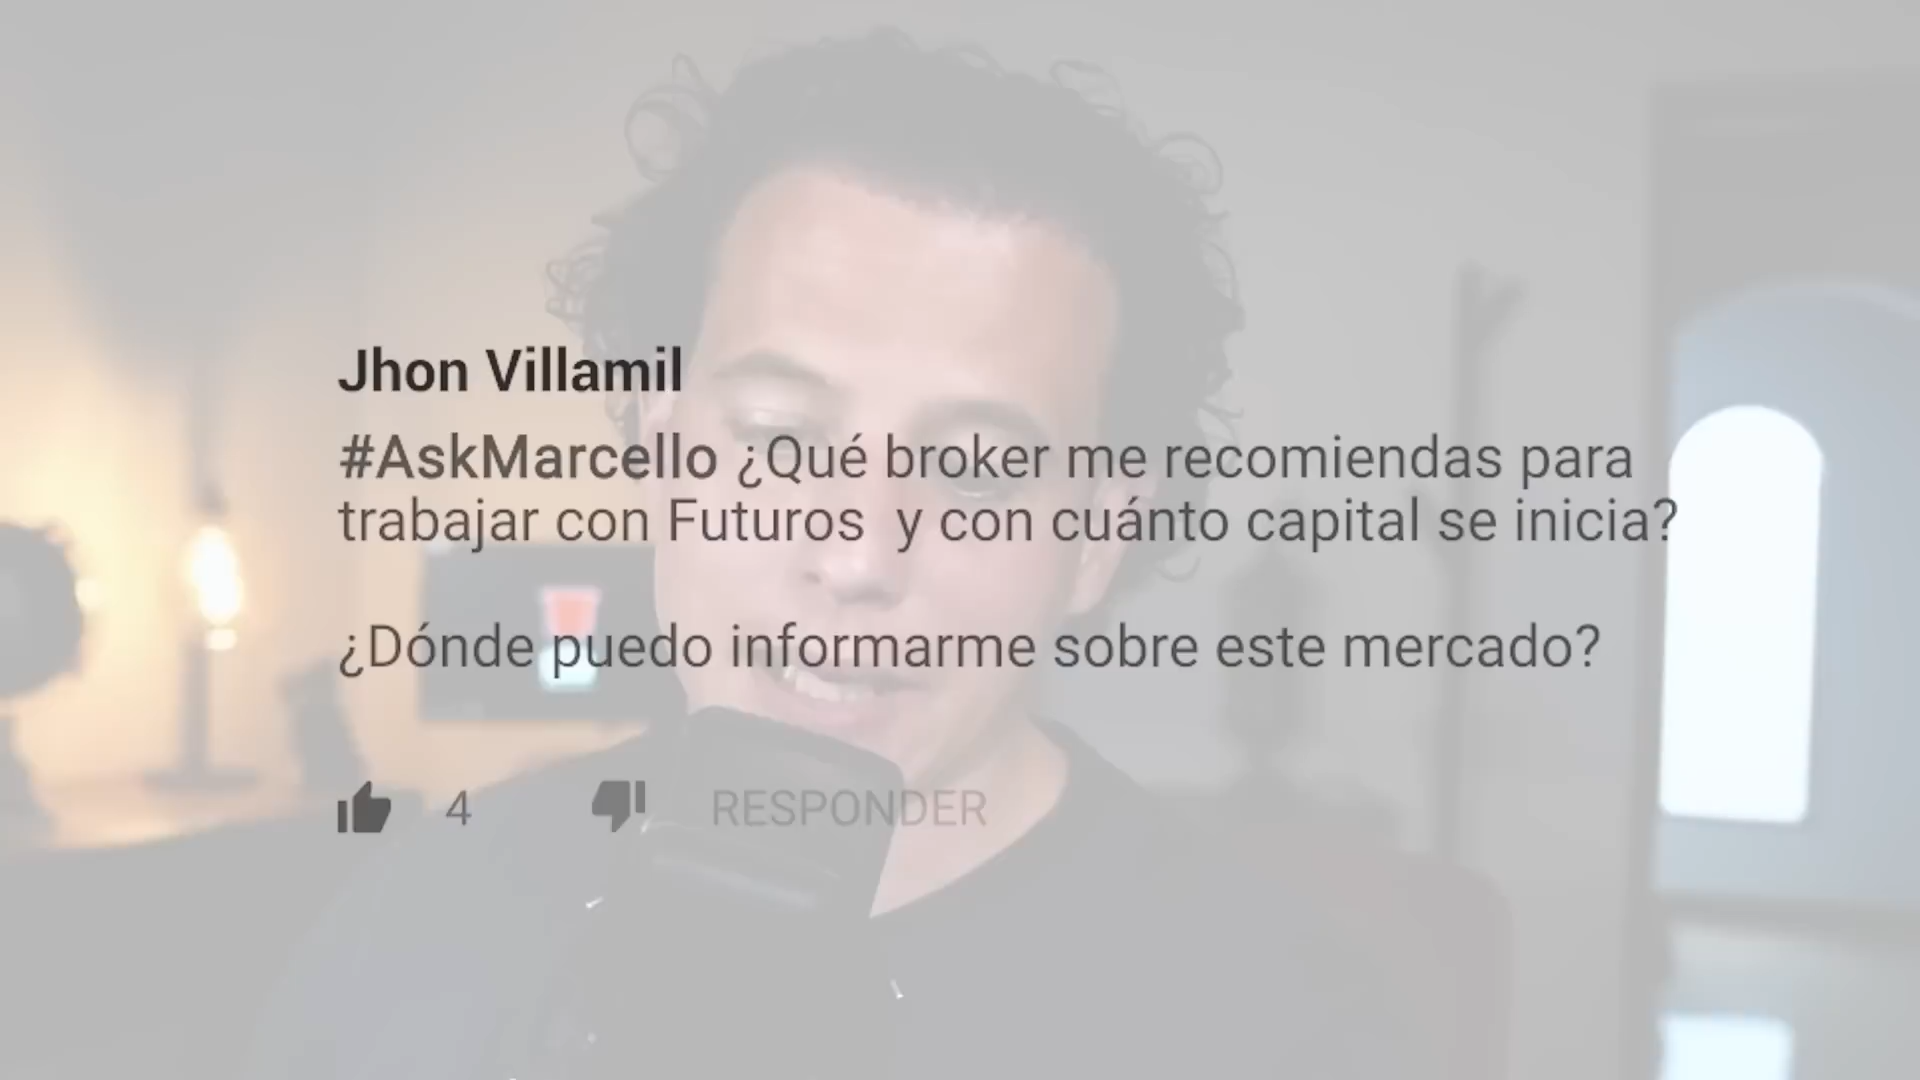 Jhon Villamil
#AskMarcello ¿Qué broker me recomiendas para
trabajar con Futuros y con cuánto capital se inicia?
¿Dónde puedo informarme sobre este mercado?
4 RESPONDER